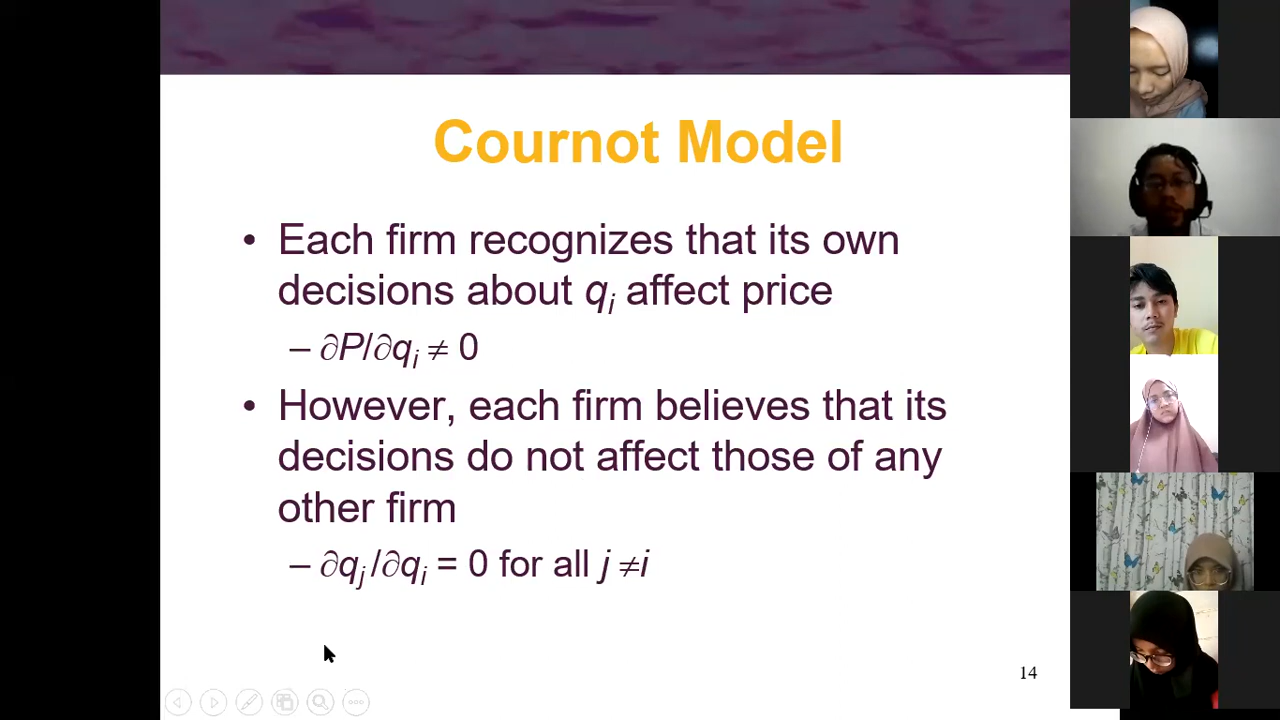 Cournot Model
• Each firm recognizes that its own
decisions about qᵢ affect price
– ∂P/∂qᵢ ≠ 0
• However, each firm believes that its
decisions do not affect those of any
other firm
– ∂qⱼ/∂qᵢ = 0 for all j ≠i
14